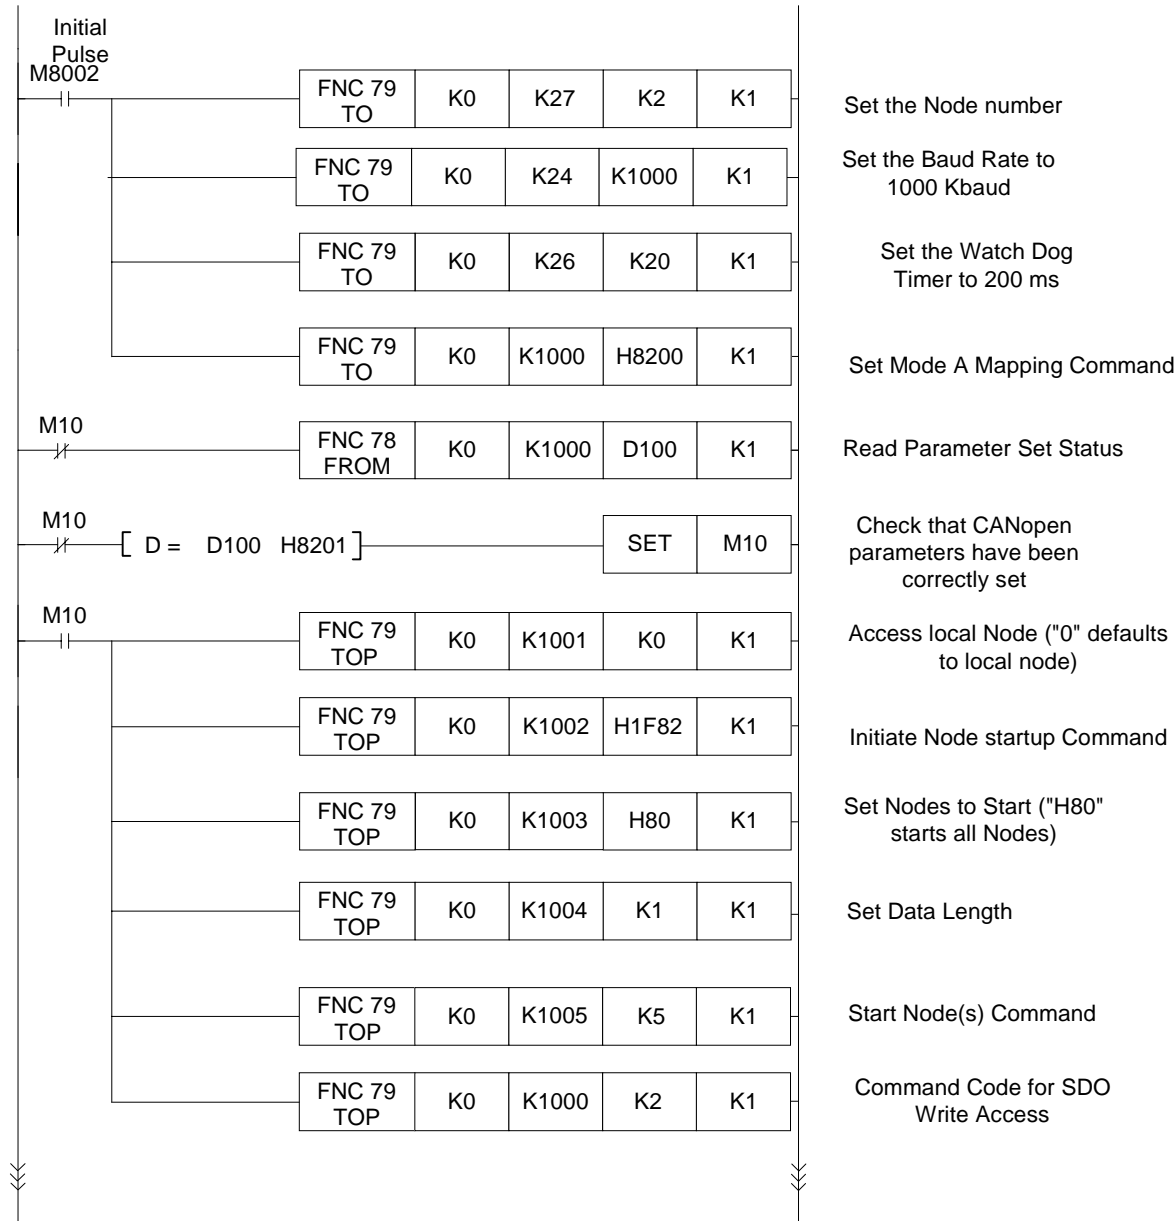 Initial
Pulse
M8002
FNC 79
TO
K0
K27
K2
K1
Set the Node number
FNC 79
TO
K0
K24
K1000
K1
Set the Baud Rate to
1000 Kbaud
FNC 79
TO
K0
K26
K20
K1
Set the Watch Dog
Timer to 200 ms
FNC 79
TO
K0
K1000
H8200
K1
Set Mode A Mapping Command
M10
FNC 78
FROM
K0
K1000
D100
K1
Read Parameter Set Status
M10
[ D = D100 H8201 ]
SET
M10
Check that CANopen
parameters have been
correctly set
M10
FNC 79
TOP
K0
K1001
K0
K1
Access local Node ("0" defaults
to local node)
FNC 79
TOP
K0
K1002
H1F82
K1
Initiate Node startup Command
FNC 79
TOP
K0
K1003
H80
K1
Set Nodes to Start ("H80"
starts all Nodes)
FNC 79
TOP
K0
K1004
K1
K1
Set Data Length
FNC 79
TOP
K0
K1005
K5
K1
Start Node(s) Command
FNC 79
TOP
K0
K1000
K2
K1
Command Code for SDO
Write Access